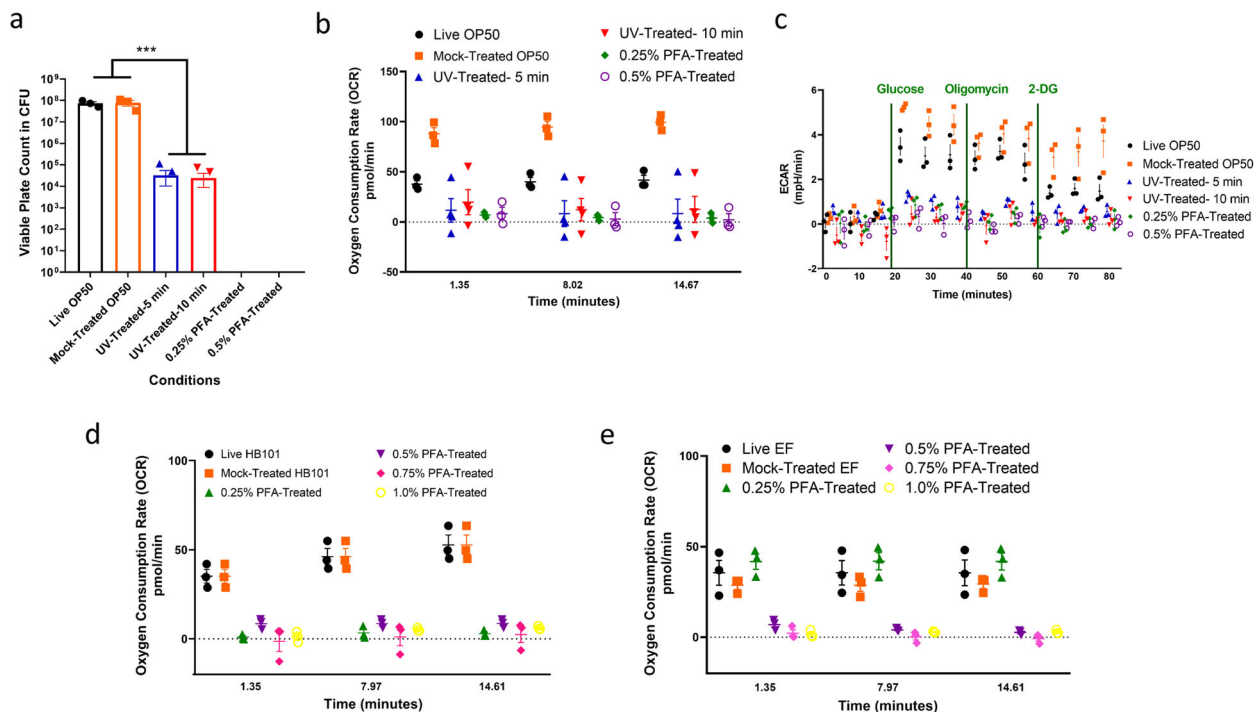 a
***
Viable Plate Count in CFU
10⁹
10⁸
10⁷
10⁶
10⁵
10⁴
10³
10²
10¹
10⁰
Live OP50
Mock-Treated OP50
UV-Treated-5 min
UV-Treated-10 min
0.25% PFA-Treated
0.5% PFA-Treated
Conditions
b
Live OP50
Mock-Treated OP50
UV-Treated- 5 min
UV-Treated- 10 min
0.25% PFA-Treated
0.5% PFA-Treated
Oxygen Consumption Rate (OCR)
pmol/min
150
100
50
0
-50
1.35 8.02 14.67
Time (minutes)
c
Glucose Oligomycin 2-DG
ECAR
(mpH/min)
6
4
2
0
-2
0 10 20 30 40 50 60 70 80
Time (minutes)
Live OP50
Mock-Treated OP50
UV-Treated- 5 min
UV-Treated- 10 min
0.25% PFA-Treated
0.5% PFA-Treated
d
Live HB101
Mock-Treated HB101
0.25% PFA-Treated
0.5% PFA-Treated
0.75% PFA-Treated
1.0% PFA-Treated
Oxygen Consumption Rate (OCR)
pmol/min
100
50
0
1.35 7.97 14.61
Time (minutes)
e
Live EF
Mock-Treated EF
0.25% PFA-Treated
0.5% PFA-Treated
0.75% PFA-Treated
1.0% PFA-Treated
Oxygen Consumption Rate (OCR)
pmol/min
100
50
0
1.35 7.97 14.61
Time (minutes)